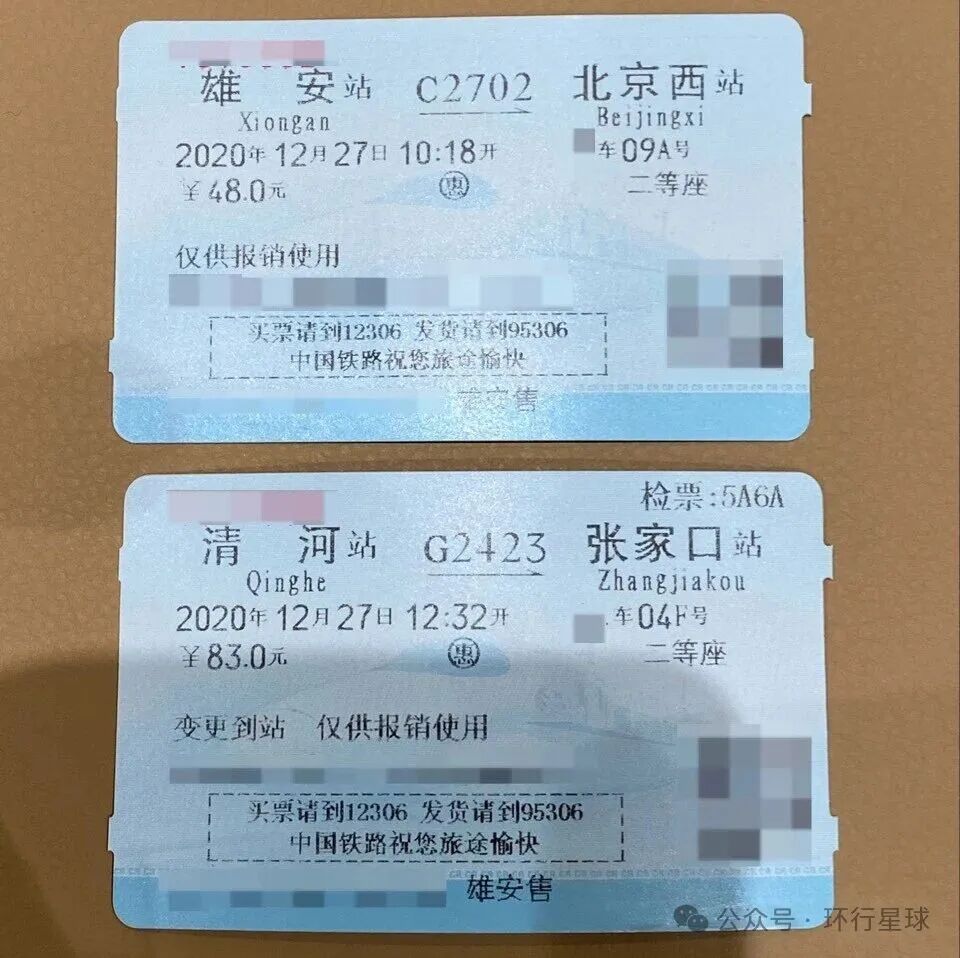 雄 安站 C2702 北京西站
Xiongan Beijingxi
2020年12月27日10:18开 车09A号
¥48.0元 惠 二等座
仅供报销使用
买票请到12306 发货请到95306
中国铁路祝您旅途愉快
雄安售
检票:5A6A
清 河站 G2423 张家口站
Qinghe Zhangjiakou
2020年12月27日12:32开 车04F号
¥83.0元 惠 二等座
变更到站 仅供报销使用
买票请到12306 发货请到95306
中国铁路祝您旅途愉快
雄安售
公众号·环行星球